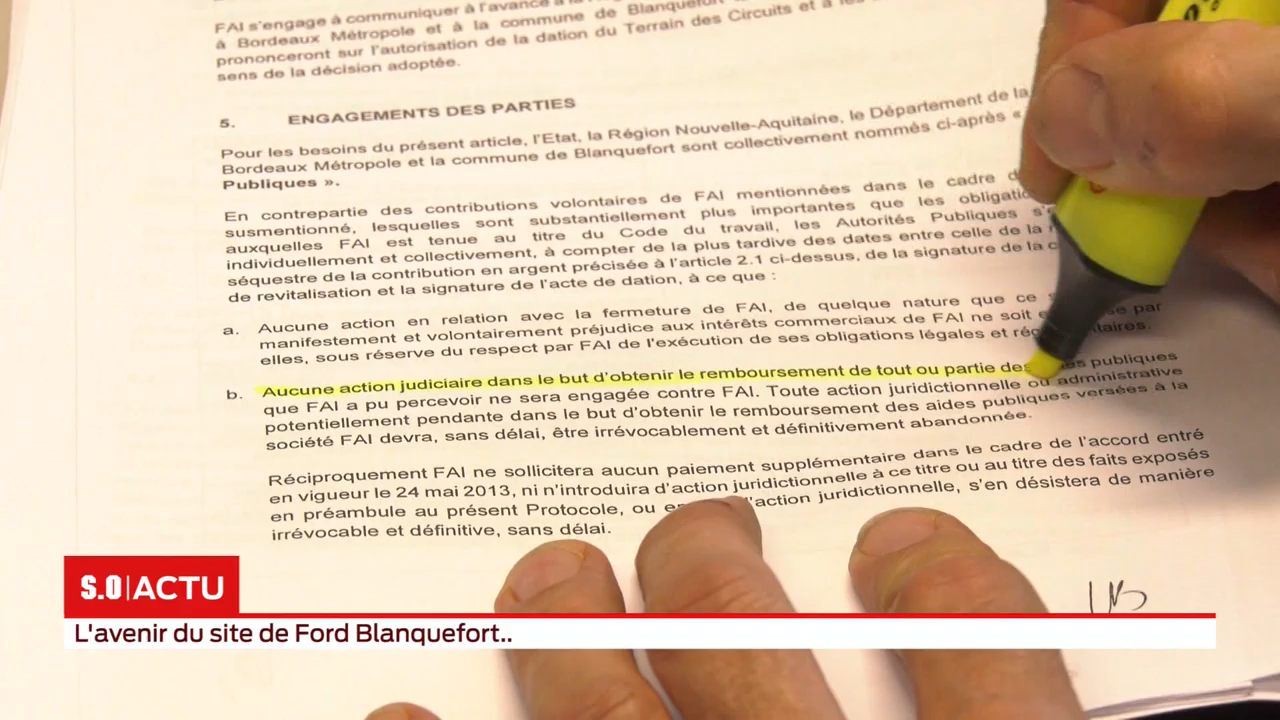 FAI s'engage à communiquer à l'avance à la
à Bordeaux Métropole et à la commune de Blanquefort
prononceront sur l'autorisation de la dation du Terrain des Circuits et à les
sens de la décision adoptée.
5. ENGAGEMENTS DES PARTIES
Pour les besoins du présent article, l'Etat, la Région Nouvelle-Aquitaine, le Département de la
Bordeaux Métropole et la commune de Blanquefort sont collectivement nommés ci-après «
Publiques ».
En contrepartie des contributions volontaires de FAI mentionnées dans le cadre
susmentionné, lesquelles sont substantiellement plus importantes que les
auxquelles FAI est tenue au titre du Code du travail, les Autorités Publiques
individuellement et collectivement, à compter de la plus tardive des dates entre celle de la
séquestre de la contribution en argent précisée à l'article 2.1 ci-dessus, de la signature de la
de revitalisation et la signature de l'acte de dation, à ce que :
a. Aucune action en relation avec la fermeture de FAI, de quelque nature que ce
manifestement et volontairement préjudice aux intérêts commerciaux de FAI ne soit par
elles, sous réserve du respect par FAI de l'exécution de ses obligations légales et
b. Aucune action judiciaire dans le but d'obtenir le remboursement de tout ou partie des publiques
que FAI a pu percevoir ne sera engagée contre FAI. Toute action juridictionnelle ou administrative
potentiellement pendante dans le but d'obtenir le remboursement des aides publiques versées à la
société FAI devra, sans délai, être irrévocablement et définitivement abandonnée.
Réciproquement FAI ne sollicitera aucun paiement supplémentaire dans le cadre de l'accord entré
en vigueur le 24 mai 2013, ni n'introduira d'action juridictionnelle à ce titre ou au titre des faits exposés
en préambule au présent Protocole, ou l'action juridictionnelle, s'en désistera de manière
irrévocable et définitive, sans délai.
S.O|ACTU
L'avenir du site de Ford Blanquefort..